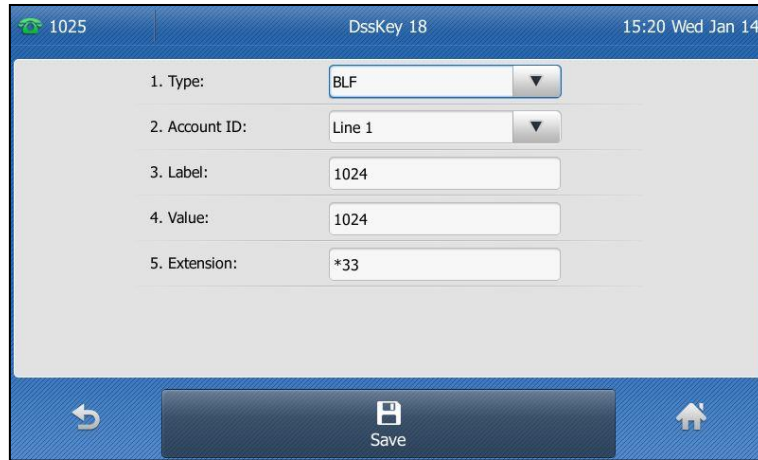 1025 DssKey 18 15:20 Wed Jan 14
1. Type: BLF
2. Account ID: Line 1
3. Label: 1024
4. Value: 1024
5. Extension: *33
Save